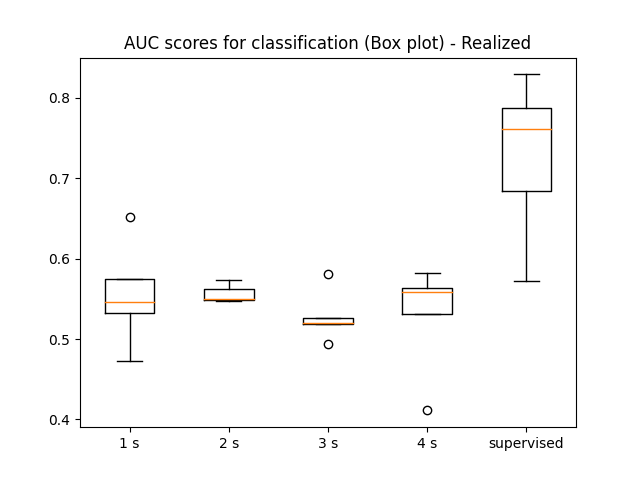 AUC scores for classification (Box plot) - Realized
0.8
0.7
0.6
0.5
0.4
1 s
2 s
3 s
4 s
supervised